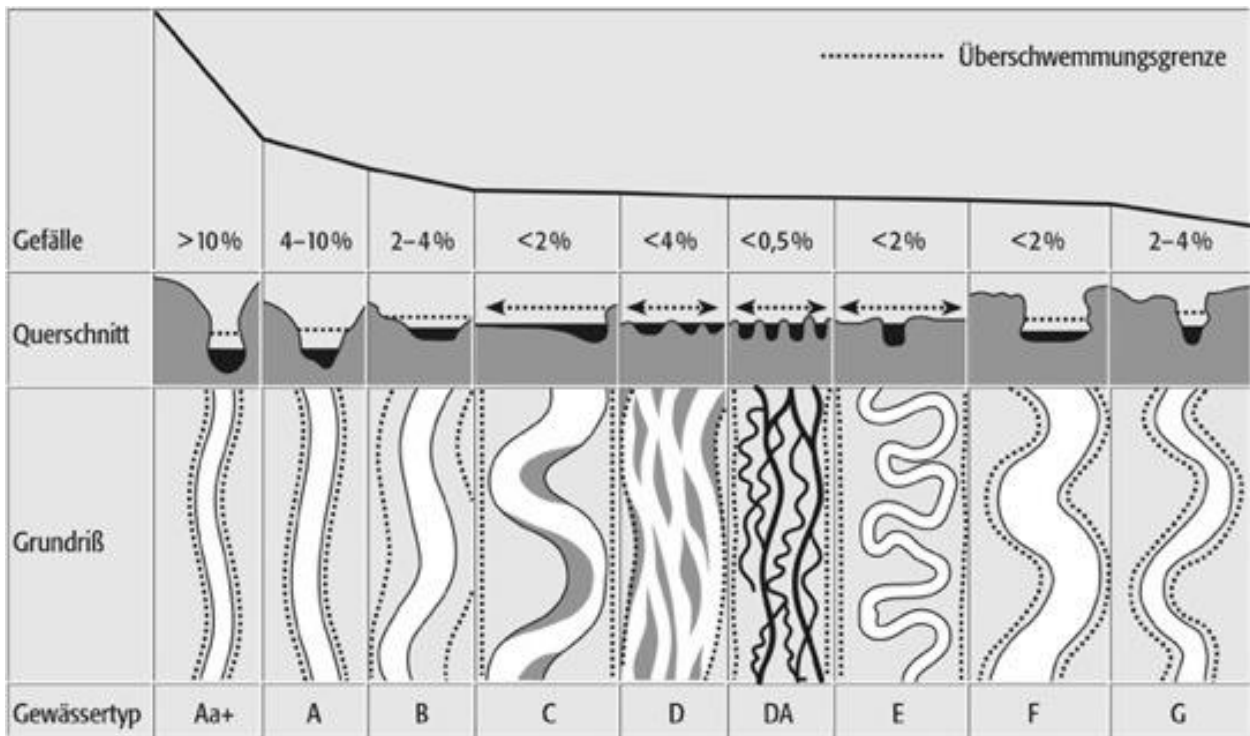 Überschwemmungsgrenze
Gefälle >10% 4–10% 2–4% <2% <4% <0,5% <2% <2% 2–4%
Querschnitt
Grundriß
Gewässertyp Aa+ A B C D DA E F G